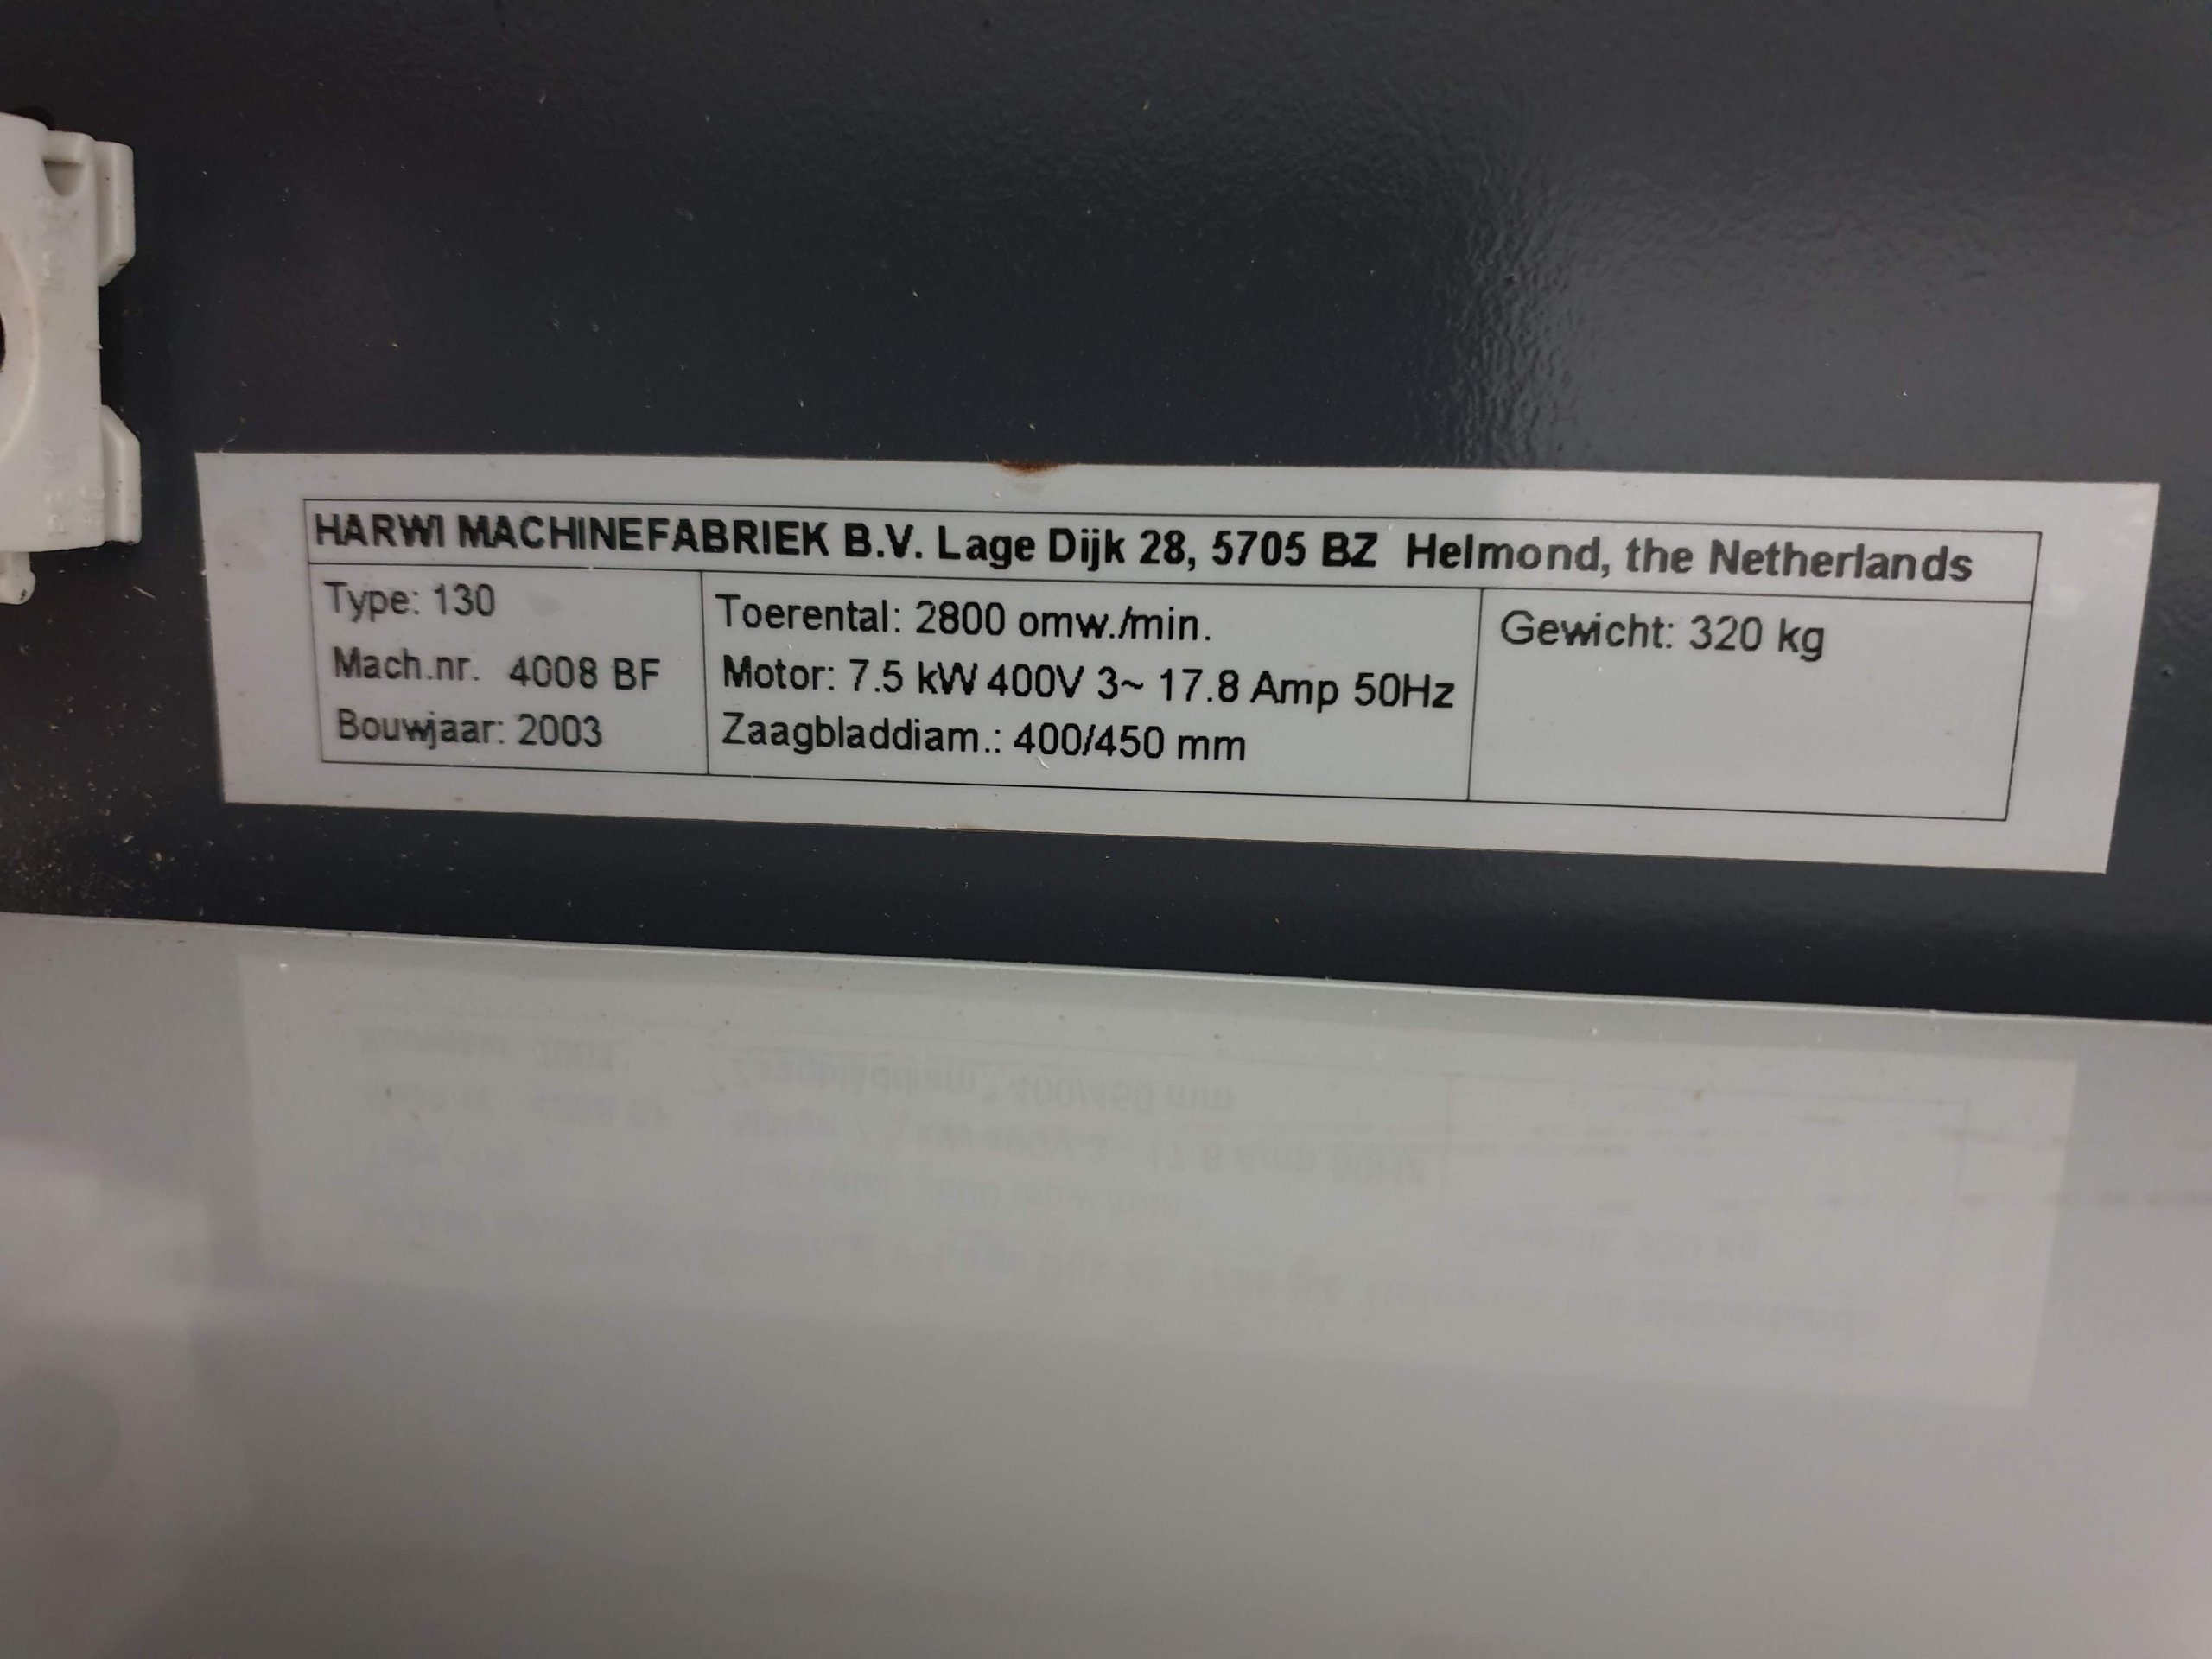 HARWI MACHINEFABRIEK B.V. Lage Dijk 28, 5705 BZ Helmond, the Netherlands
Type: 130
Mach.nr. 4008 BF
Bouwjaar: 2003
Toerental: 2800 omw./min.
Motor: 7.5 kW 400V 3~ 17.8 Amp 50Hz
Zaagbladdiam.: 400/450 mm
Gewicht: 320 kg